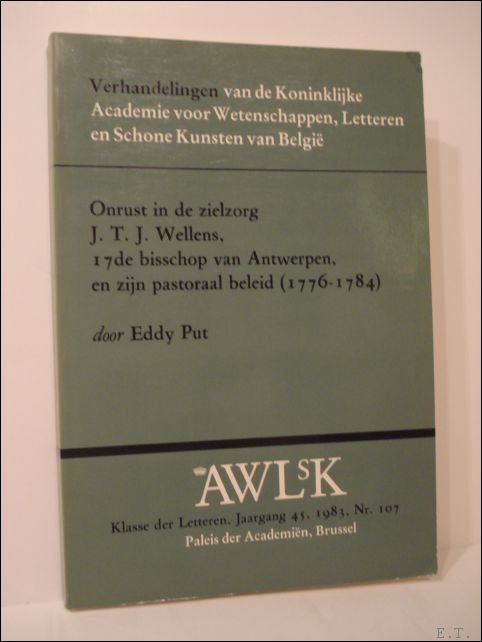 Verhandelingen van de Koninklijke
Academie voor Wetenschappen, Letteren
en Schone Kunsten van België
Onrust in de zielzorg
J. T. J. Wellens,
17de bisschop van Antwerpen,
en zijn pastoraal beleid (1776-1784)
door Eddy Put
AWLSK
Klasse der Letteren, Jaargang 45, 1983, Nr. 107
Paleis der Academiën, Brussel
E.T.